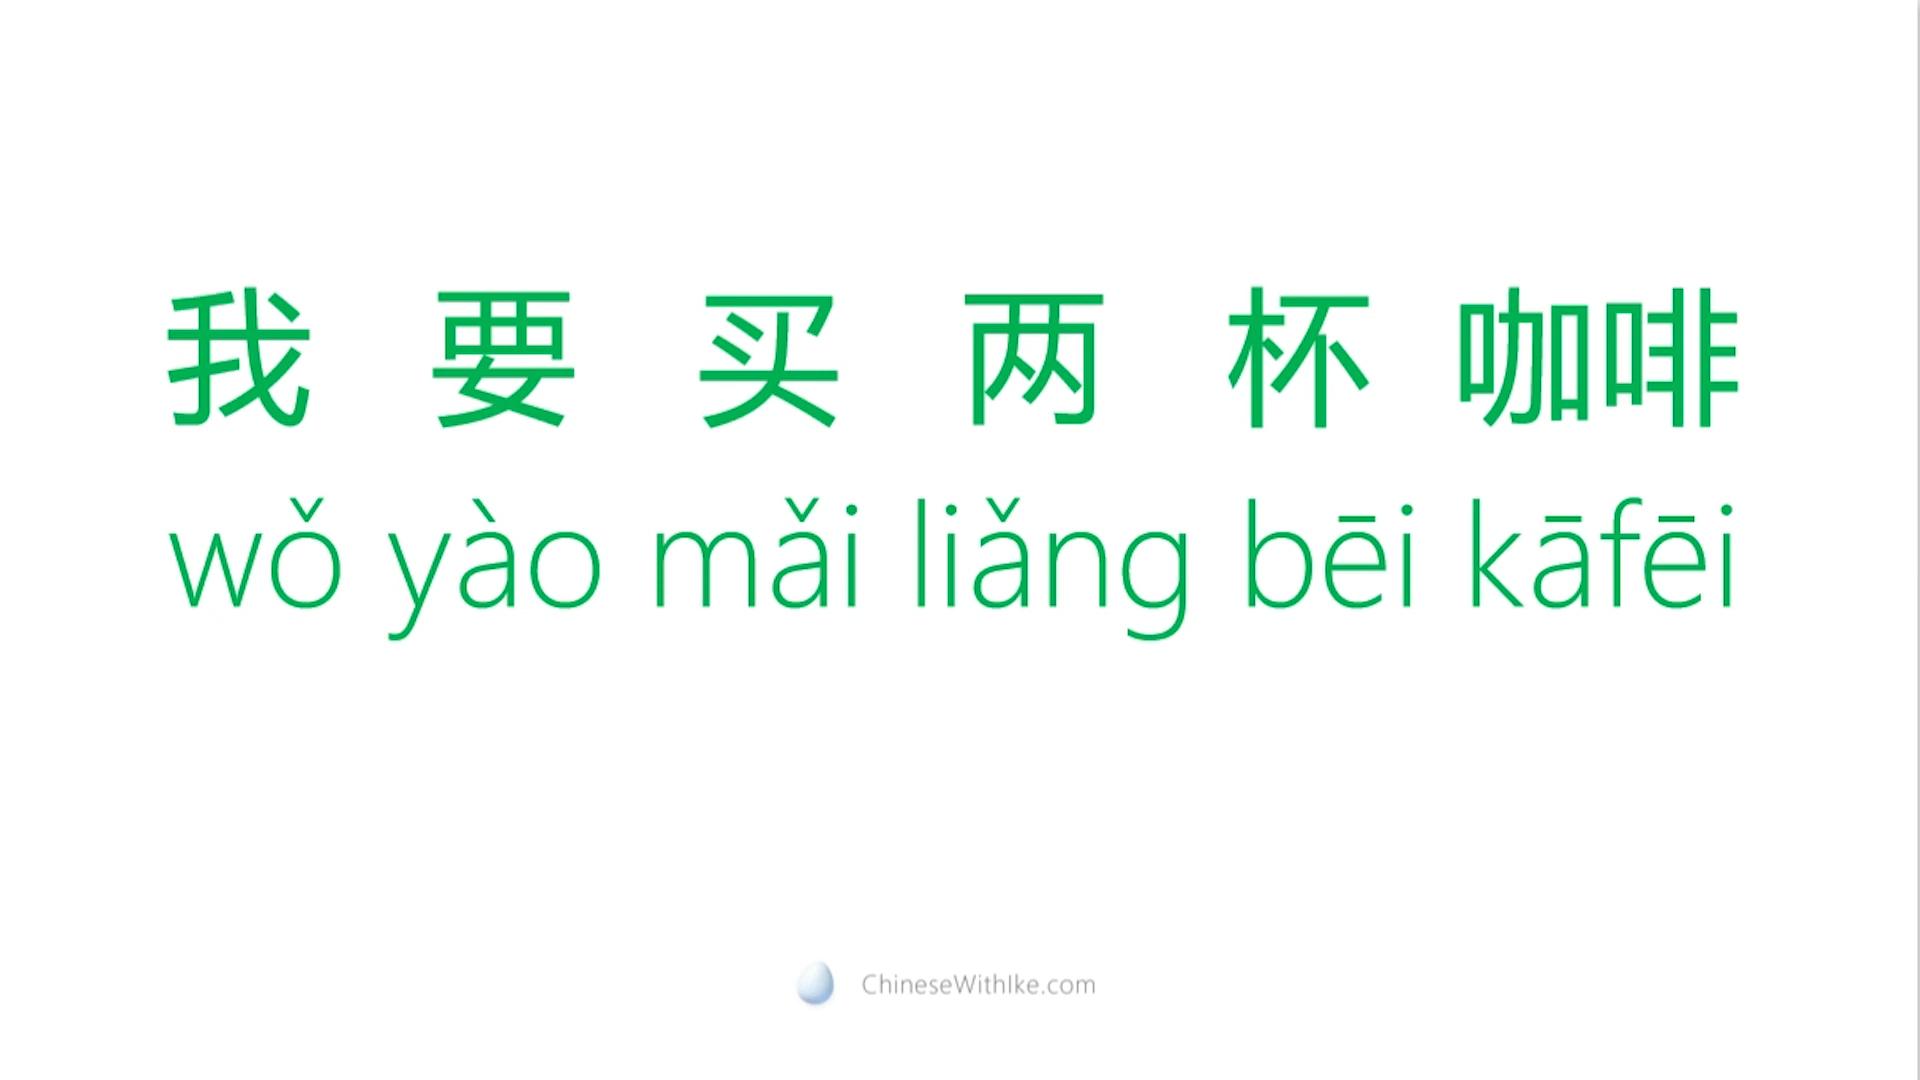 我 要 买 两 杯 咖啡
wǒ yào mǎi liǎng bēi kāfēi
ChineseWithIke.com